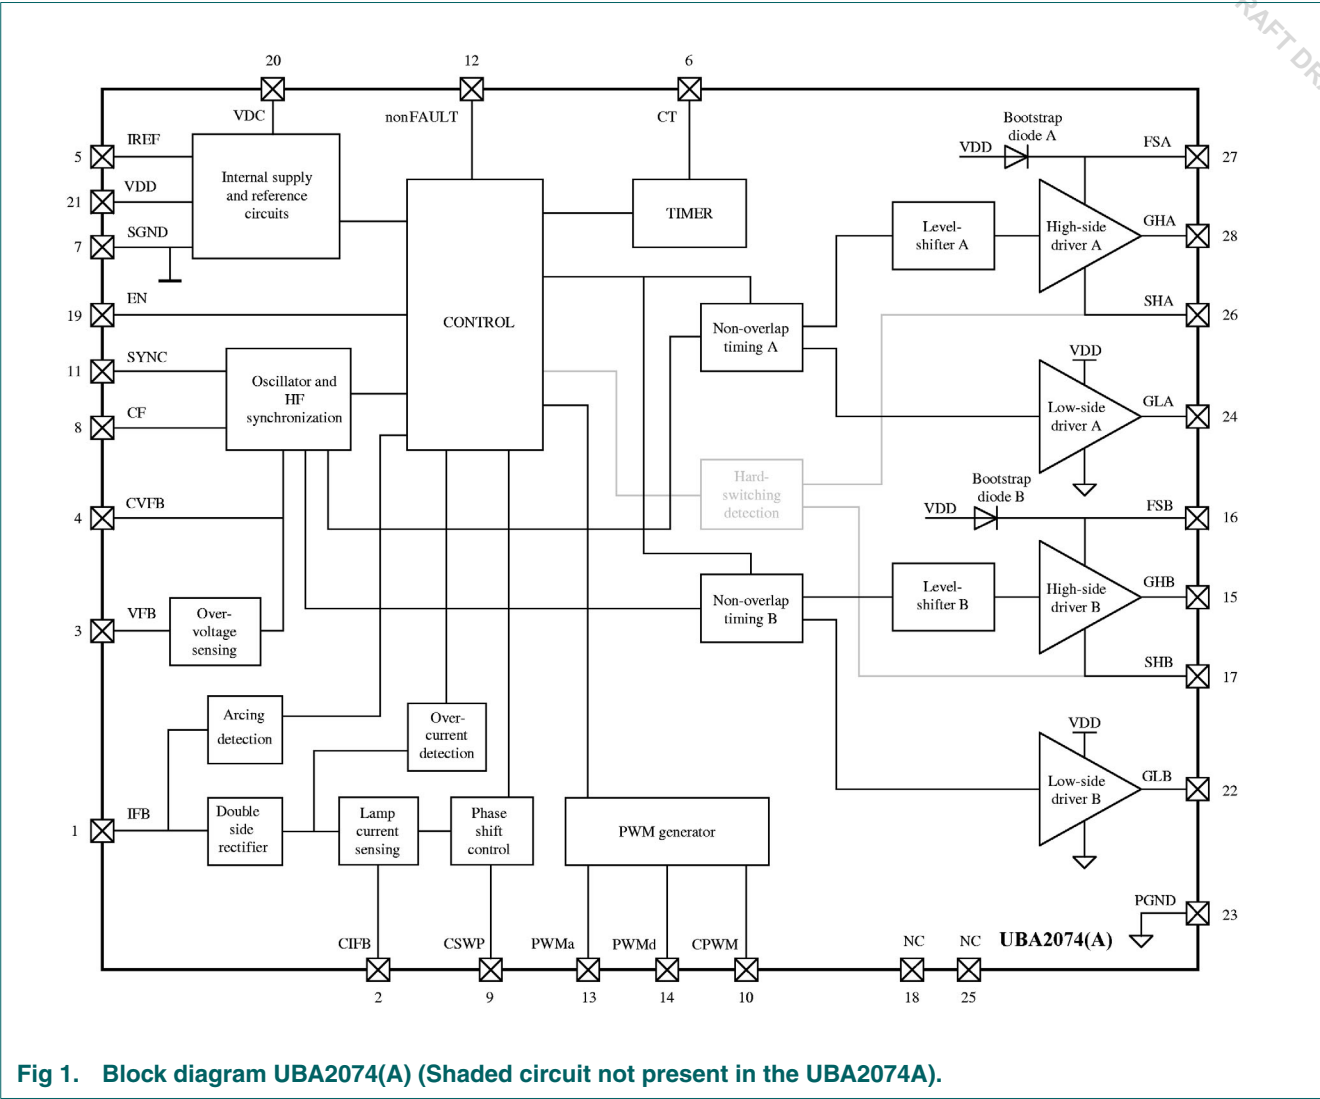 RAFT DR
20
12
6
VDC
nonFAULT
CT
Bootstrap
diode A
VDD
FSA
27
5
IREF
21
VDD
7
SGND
Internal supply
and reference
circuits
TIMER
Level-
shifter A
High-side
driver A
GHA
28
SHA
26
19
EN
CONTROL
Non-overlap
timing A
11
SYNC
8
CF
Oscillator and
HF
synchronization
VDD
Low-side
driver A
GLA
24
Hard-
switching
detection
Bootstrap
diode B
VDD
FSB
16
4
CVFB
3
VFB
Over-
voltage
sensing
Non-overlap
timing B
Level-
shifter B
High-side
driver B
GHB
15
SHB
17
Arcing
detection
Over-
current
detection
VDD
Low-side
driver B
GLB
22
1
IFB
Double
side
rectifier
Lamp
current
sensing
Phase
shift
control
PWM generator
PGND
23
CIFB
CSWP
PWMa
PWMd
CPWM
NC
NC
UBA2074(A)
2
9
13
14
10
18
25
Fig 1. Block diagram UBA2074(A) (Shaded circuit not present in the UBA2074A).